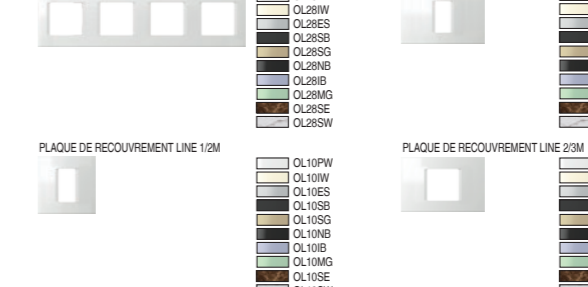 OL28IW
OL28ES
OL28SB
OL28SG
OL28NB
OL28IB
OL28MG
OL28SE
OL28SW
PLAQUE DE RECOUVREMENT LINE 1/2M
OL10PW
OL10IW
OL10ES
OL10SB
OL10SG
OL10NB
OL10IB
OL10MG
OL10SE
PLAQUE DE RECOUVREMENT LINE 2/3M